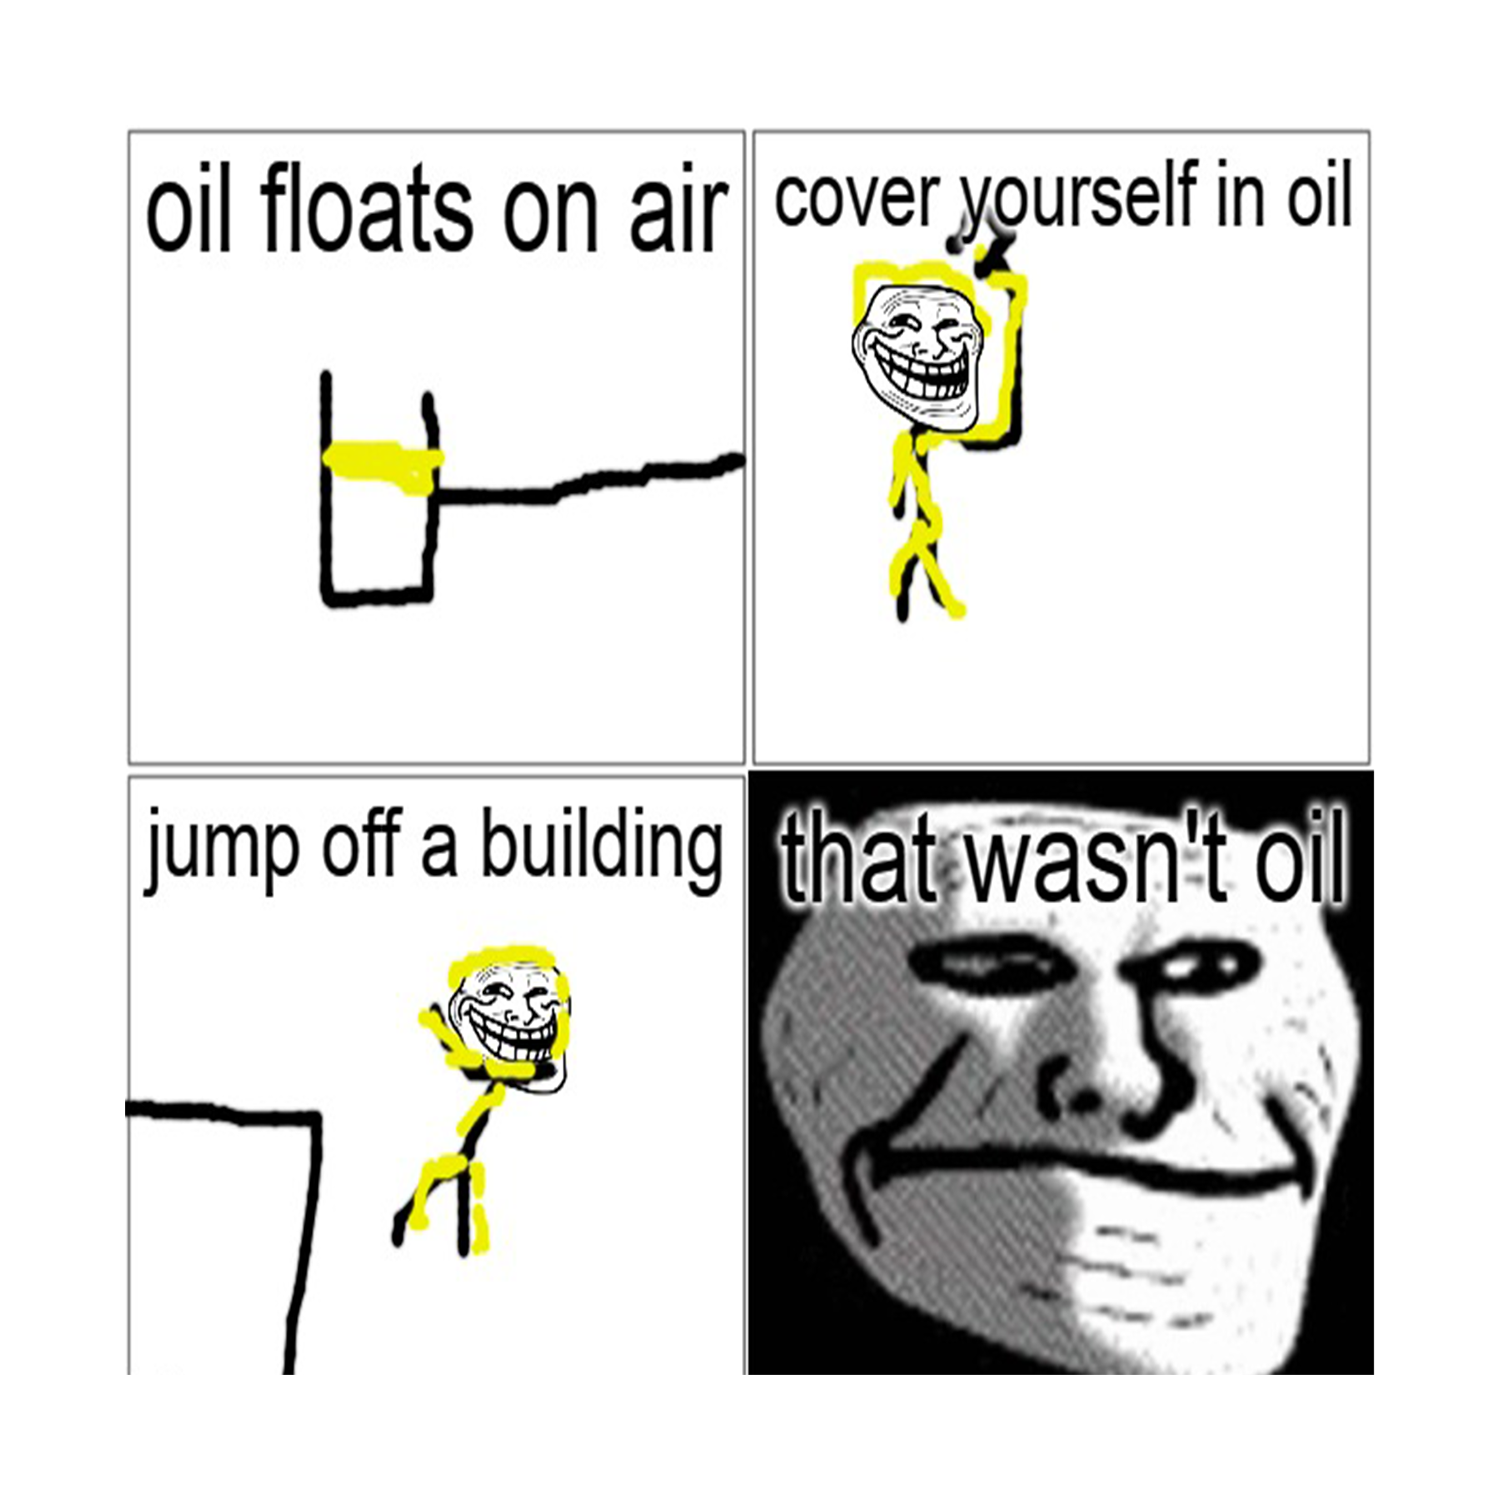 oil floats on air
cover yourself in oil
jump off a building
that wasn't oil